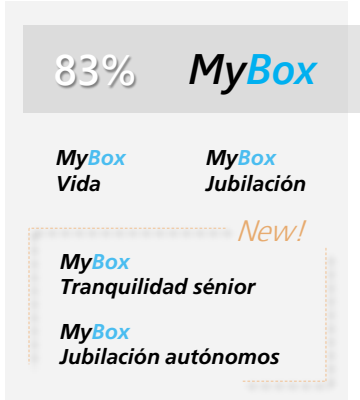 83% MyBox
MyBox MyBox
Vida Jubilación
New!
MyBox
Tranquilidad sénior
MyBox
Jubilación autónomos